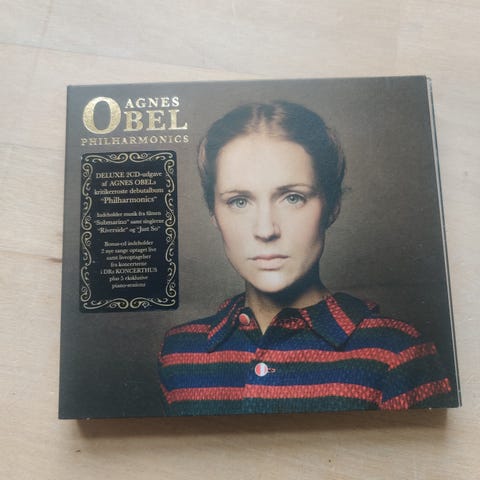 AGNES
OBEL
PHILHARMONICS
DELUXE 2CD-udgave
af AGNES OBELs
kritikerroste debutalbum
"Philharmonics"
Indeholder musik fra filmen
"Submarino" samt singlerne
"Riverside" og "Just So"
Bonus-cd indeholder
2 nye sange optaget live
samt liveoptagelser
fra koncerterne
i DRs KONCERTHUS
plus 5 eksklusive
piano-sessions